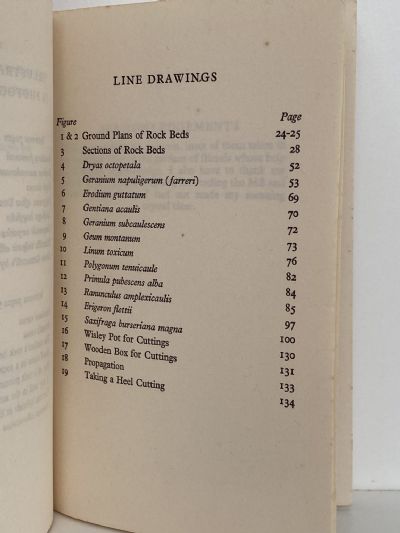 LINE DRAWINGS
Figure Page
1 & 2 Ground Plans of Rock Beds 24-25
3 Sections of Rock Beds 28
4 Dryas octopetala 52
5 Geranium napuligerum (farreri) 53
6 Erodium guttatum 69
7 Gentiana acaulis 70
8 Geranium subcaulescens 72
9 Geum montanum 73
10 Linum toxicum 76
11 Polygonum tenuicaule 82
12 Primula pubescens alba 84
13 Ranunculus amplexicaulis 85
14 Erigeron flettii 97
15 Saxifraga burseriana magna 100
16 Wisley Pot for Cuttings 130
17 Wooden Box for Cuttings 131
18 Propagation 133
19 Taking a Heel Cutting 134